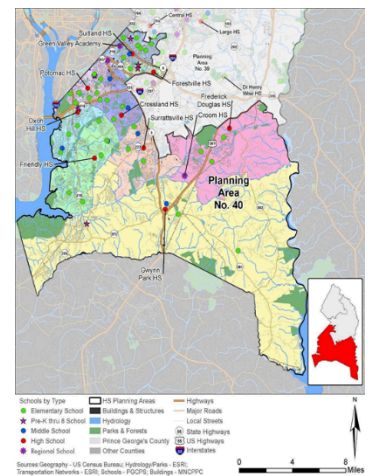 Central HS
Largo HS
Suitland HS
Green Valley Academy
Planning
Area
No. 39
Potomac HS
Forestville HS
Dr Henry
Wise HS
Frederick
Douglas HS
Crossland HS
Surrattsville HS
Croom HS
Oxon
Hill HS
Friendly HS
Planning
Area
No. 40
Gwynn
Park HS
Schools by Type
Elementary School
Pre-K thru & School
Middle School
High School
Regional School
HS Planning Areas
Buildings & Structures
Hydrology
Parks & Forests
Prince George's County
Other Counties
Highways
Major Roads
Local Streets
State Highways
US Highways
Interstates
N
0 2 4 6
Miles
Sources:Geography - US Census Bureau; Hydrology/Parks - ESRI;
Transportation Networks - ESRI; Schools - PGCPS; Buildings - MNCPPC